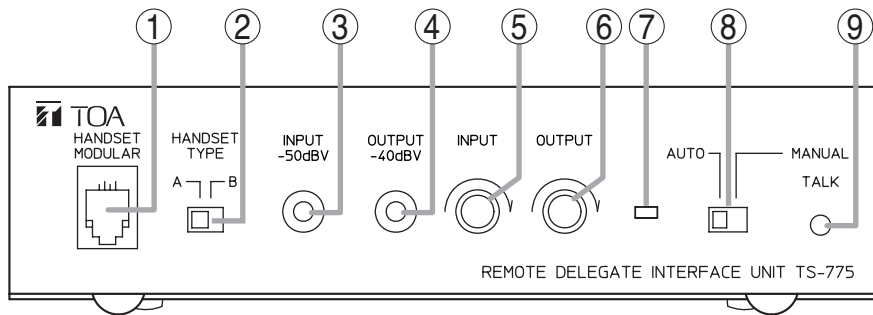 ① ② ③ ④ ⑤ ⑥ ⑦ ⑧ ⑨
TOA
HANDSET
MODULAR
HANDSET
TYPE
A B
INPUT
-50dBV
OUTPUT
-40dBV
INPUT
OUTPUT
AUTO MANUAL
TALK
REMOTE DELEGATE INTERFACE UNIT TS-775